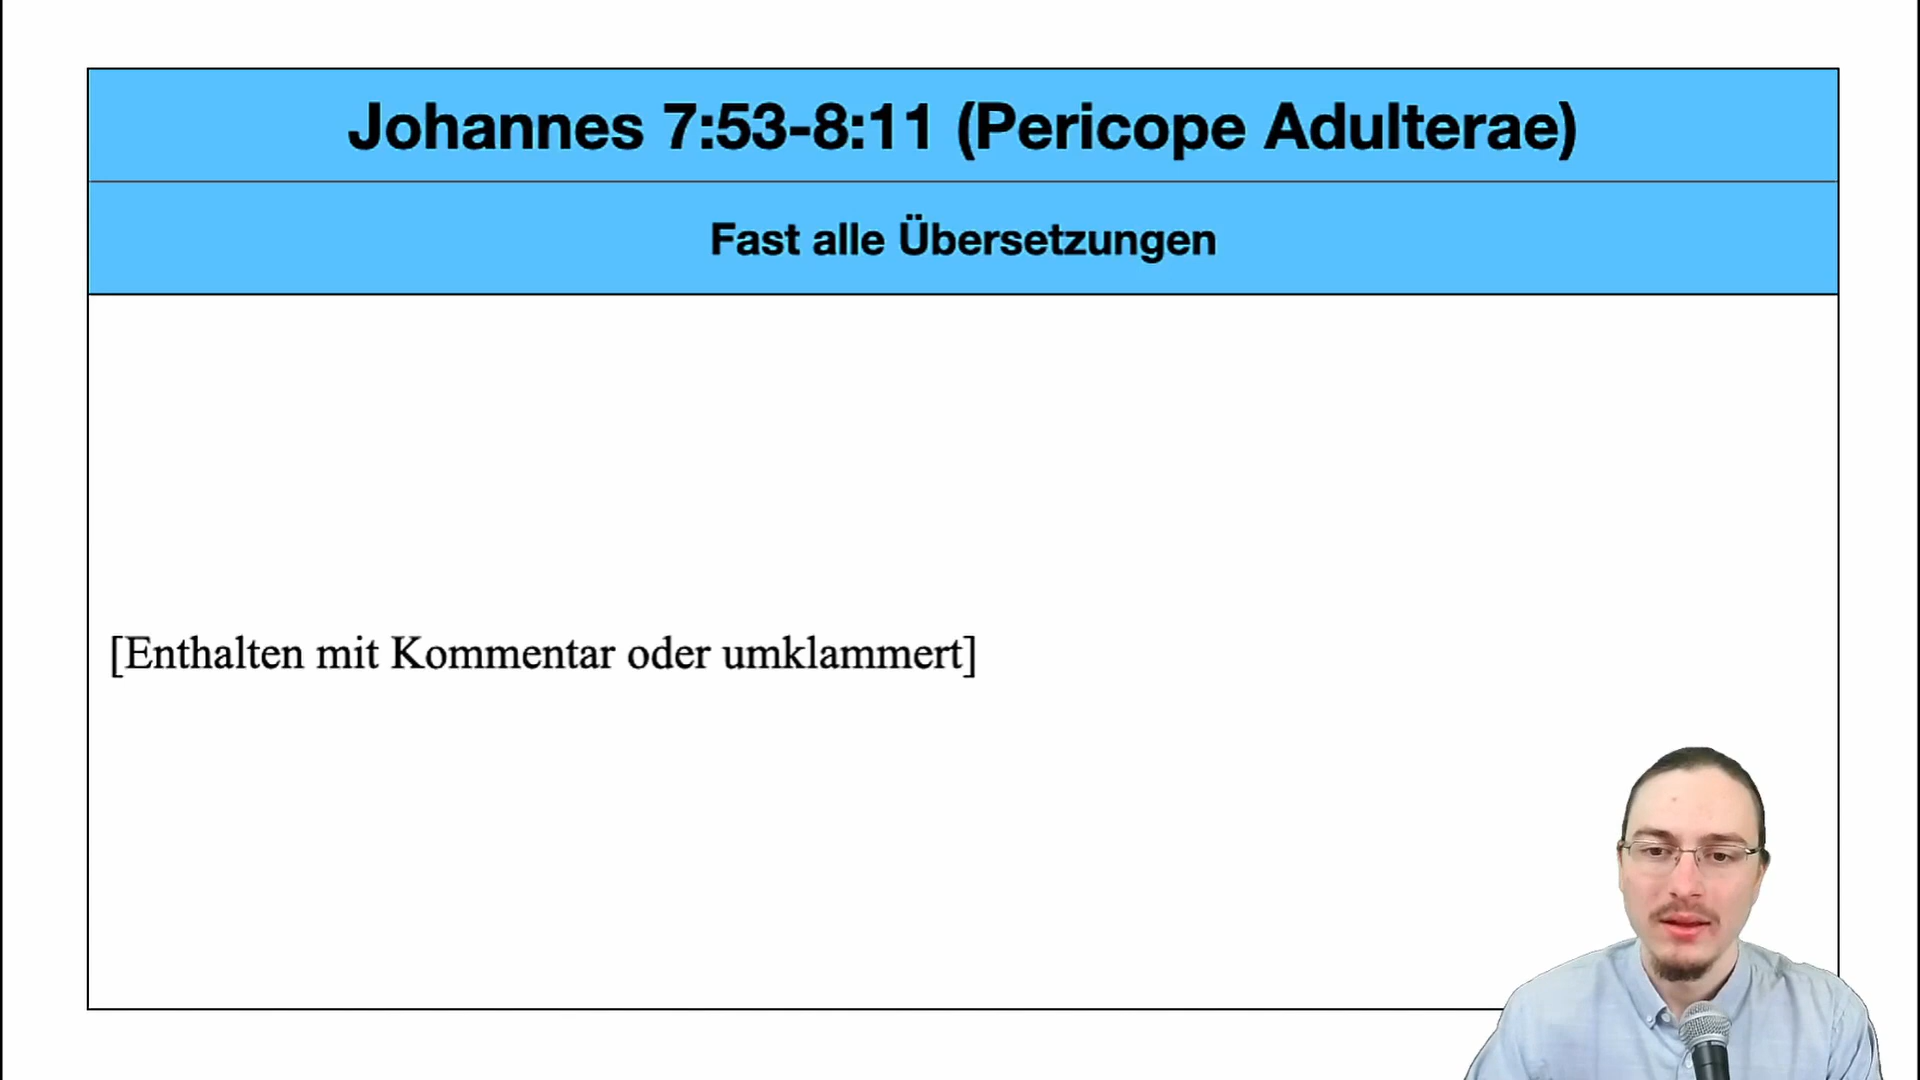 Johannes 7:53-8:11 (Pericope Adulterae)
Fast alle Übersetzungen
[Enthalten mit Kommentar oder umklammert]